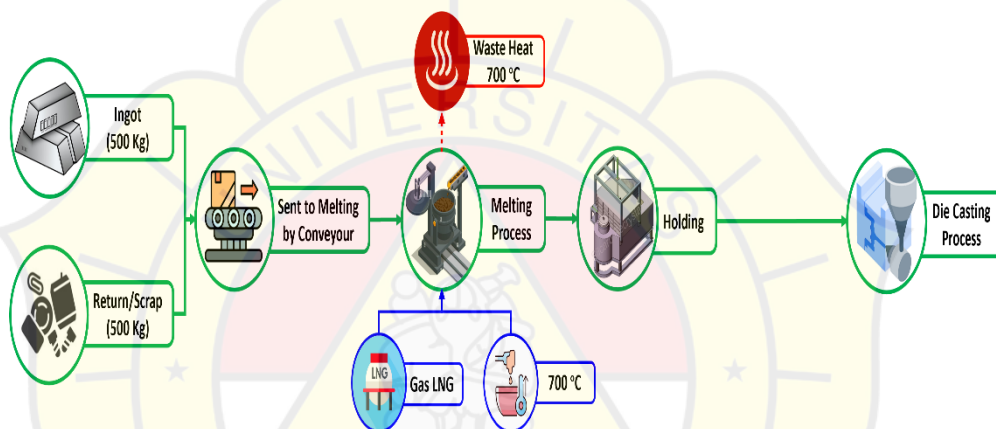 Waste Heat
700 °C
Ingot
(500 Kg)
Sent to Melting
by Conveyour
Melting
Process
Holding
Die Casting
Process
Return/Scrap
(500 Kg)
LNG
Gas LNG
700 °C
UNIVERSITAS